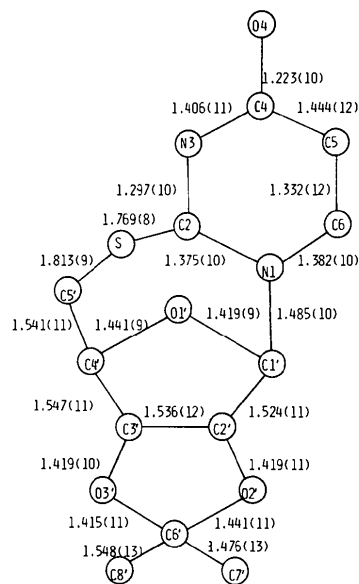 O4
1.223(10)
1.406(11) C4 1.444(12)
N3 C5
1.297(10) 1.332(12)
1.769(8) C2 C6
S
1.375(10) N1 1.382(10)
1.813(9)
C5' O1' 1.419(9) 1.485(10)
1.541(11) 1.441(9)
C4' C1'
1.547(11) 1.536(12) 1.524(11)
C3' C2'
1.419(10) 1.419(11)
O3' O2'
1.415(11) C6' 1.441(11)
1.548(13) 1.476(13)
C8' C7'